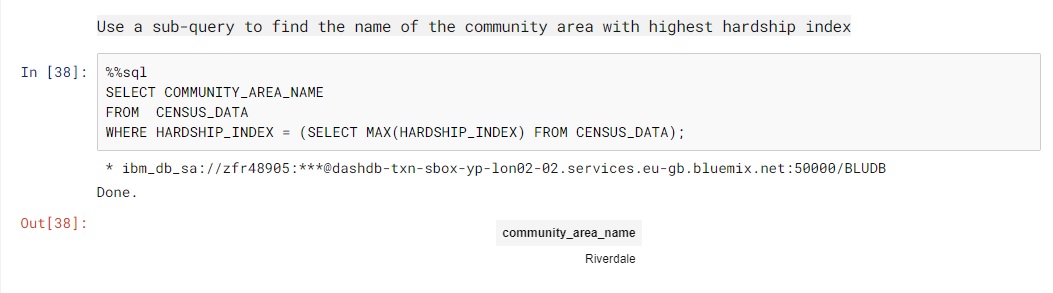 Use a sub-query to find the name of the community area with highest hardship index
In [38]:
%%sql
SELECT COMMUNITY_AREA_NAME
FROM  CENSUS_DATA
WHERE HARDSHIP_INDEX = (SELECT MAX(HARDSHIP_INDEX) FROM CENSUS_DATA);
* ibm_db_sa://zfr48905:***@dashdb-txn-sbox-yp-lon02-02.services.eu-gb.bluemix.net:50000/BLUDB
Done.
Out[38]:
community_area_name
Riverdale